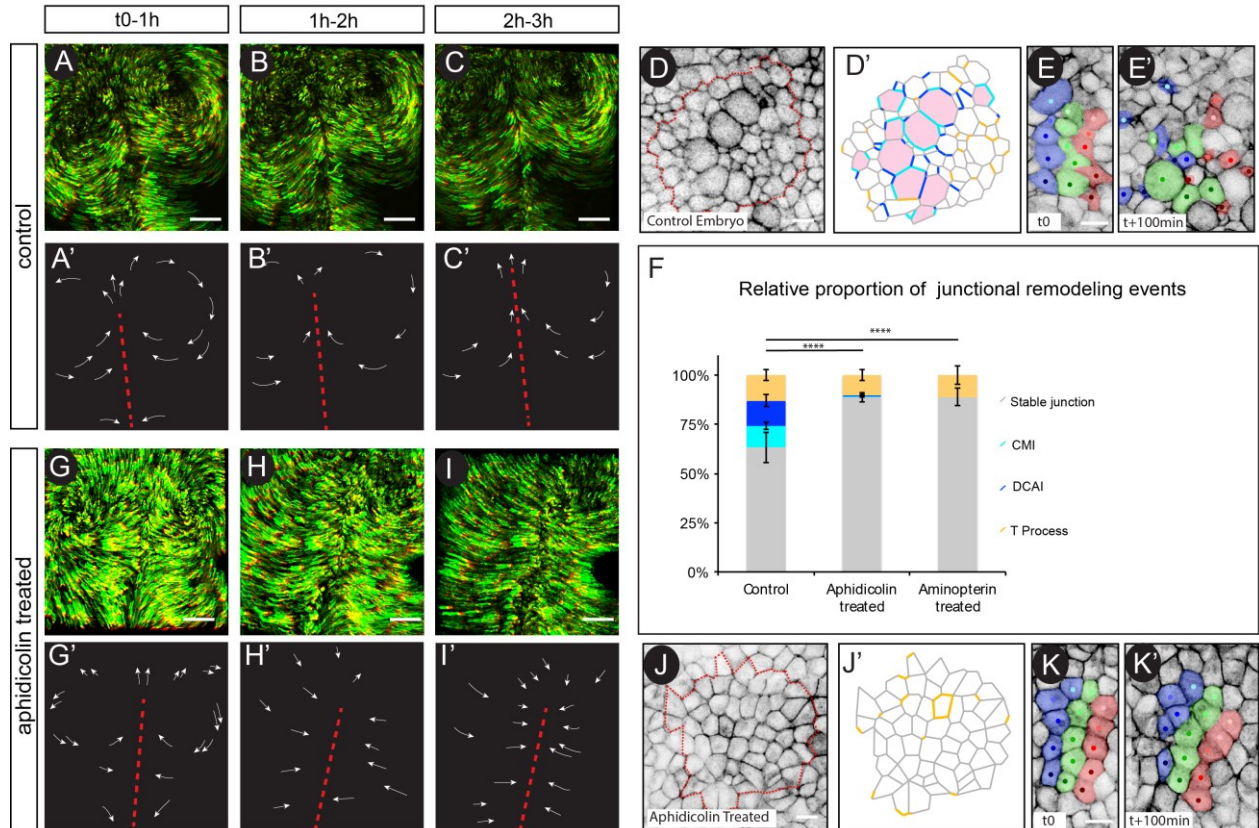 t0-1h
1h-2h
2h-3h
control
A
B
C
A'
B'
C'
aphidicolin treated
G
H
I
G'
H'
I'
D
Control Embryo
D'
E
t0
E'
t+100min
F
Relative proportion of junctional remodeling events
****
****
100%
75%
50%
25%
0%
Control
Aphidicolin
treated
Aminopterin
treated
Stable junction
CMI
DCAI
T Process
J
Aphidicolin Treated
J'
K
t0
K'
t+100min